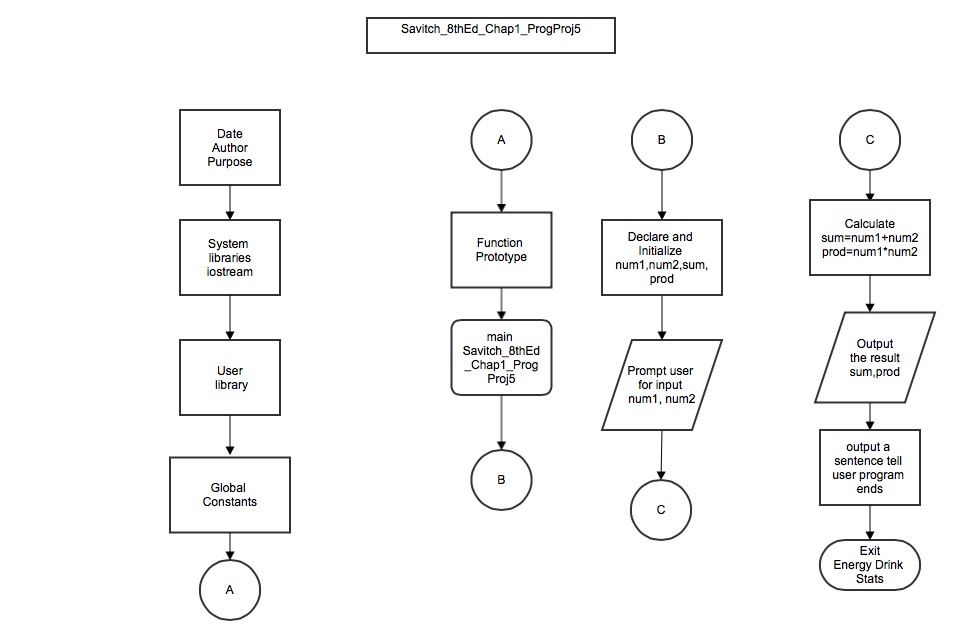 Savitch_8thEd_Chap1_ProgProj5
Date
Author
Purpose
System
libraries
iostream
User
library
Global
Constants
A
A
Function
Prototype
main
Savitch_8thEd
_Chap1_Prog
Proj5
B
B
Declare and
Initialize
num1,num2,sum,
prod
Prompt user
for input
num1, num2
C
C
Calculate
sum=num1+num2
prod=num1*num2
Output
the result
sum,prod
output a
sentence tell
user program
ends
Exit
Energy Drink
Stats